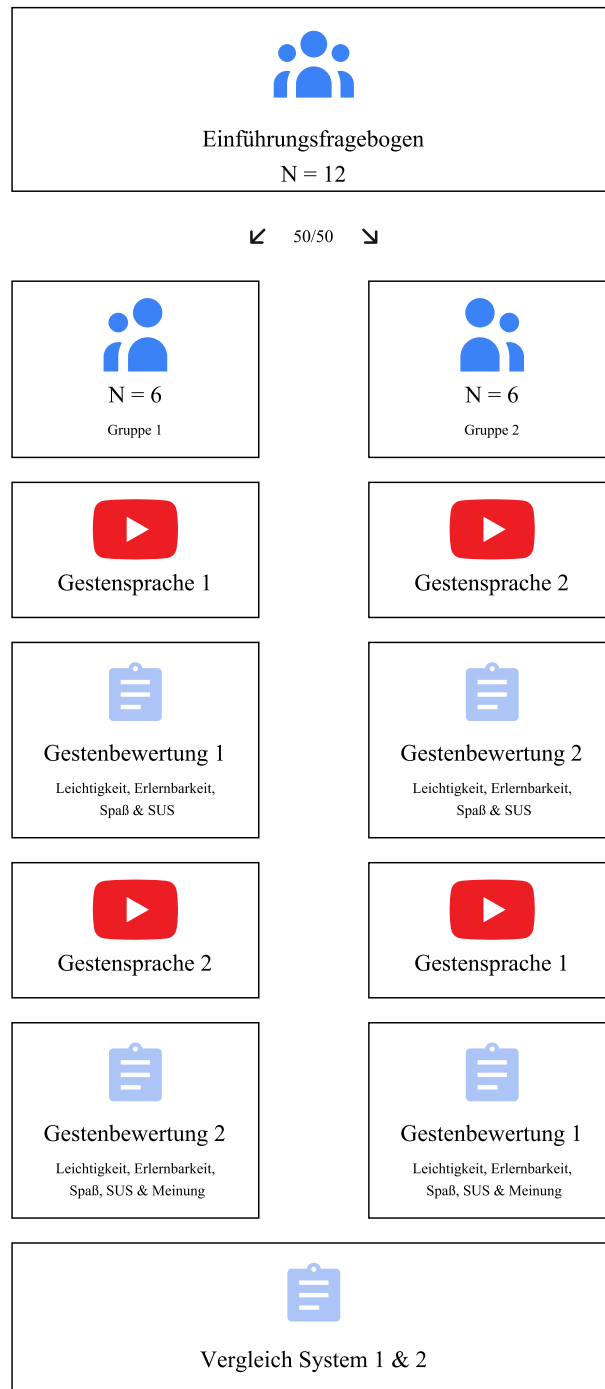 Einführungsfragebogen
N = 12
50/50
N = 6
Gruppe 1
N = 6
Gruppe 2
Gestensprache 1
Gestensprache 2
Gestenbewertung 1
Leichtigkeit, Erlernbarkeit,
Spaß & SUS
Gestenbewertung 2
Leichtigkeit, Erlernbarkeit,
Spaß & SUS
Gestensprache 2
Gestensprache 1
Gestenbewertung 2
Leichtigkeit, Erlernbarkeit,
Spaß, SUS & Meinung
Gestenbewertung 1
Leichtigkeit, Erlernbarkeit,
Spaß, SUS & Meinung
Vergleich System 1 & 2